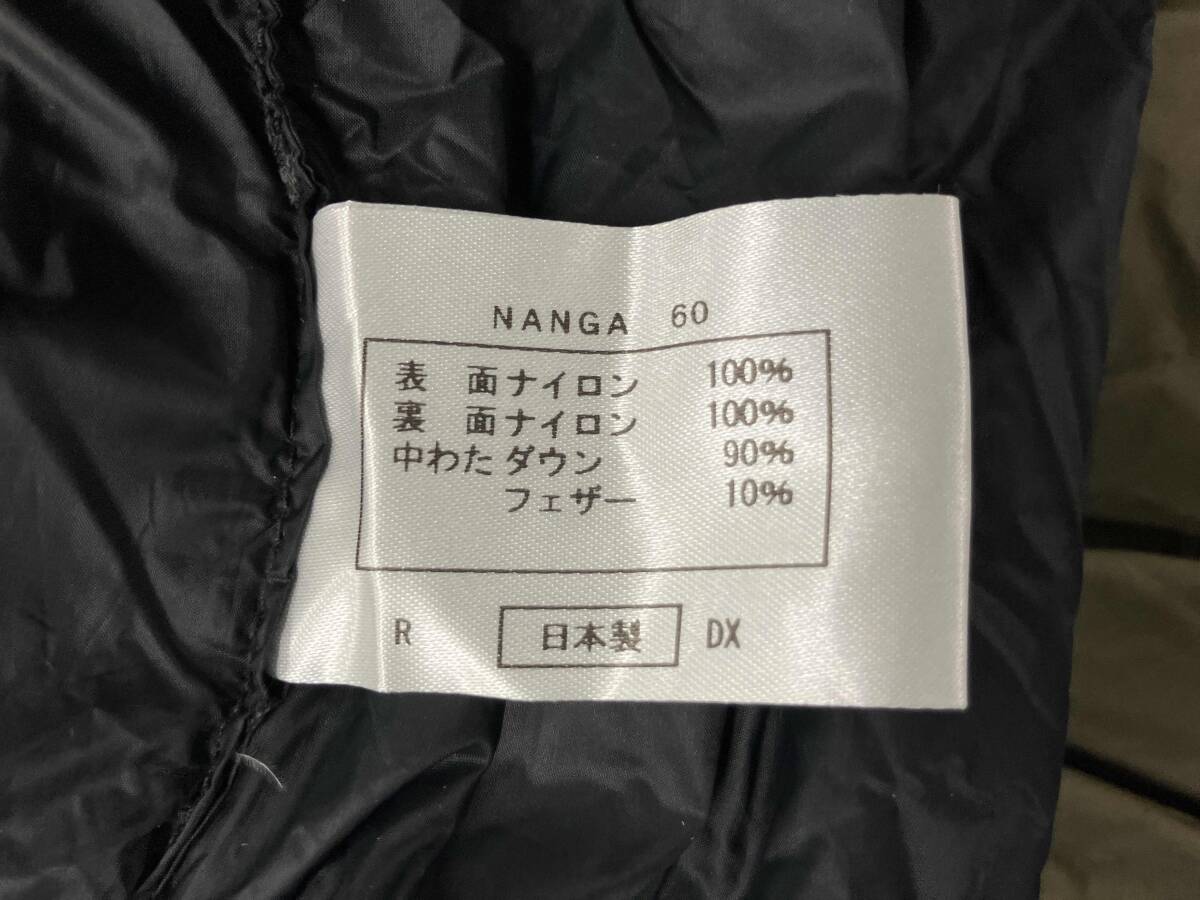 NANGA 60
表 面 ナイロン 100%
裏 面 ナイロン 100%
中わた ダウン 90%
フェザー 10%
R 日本製 DX